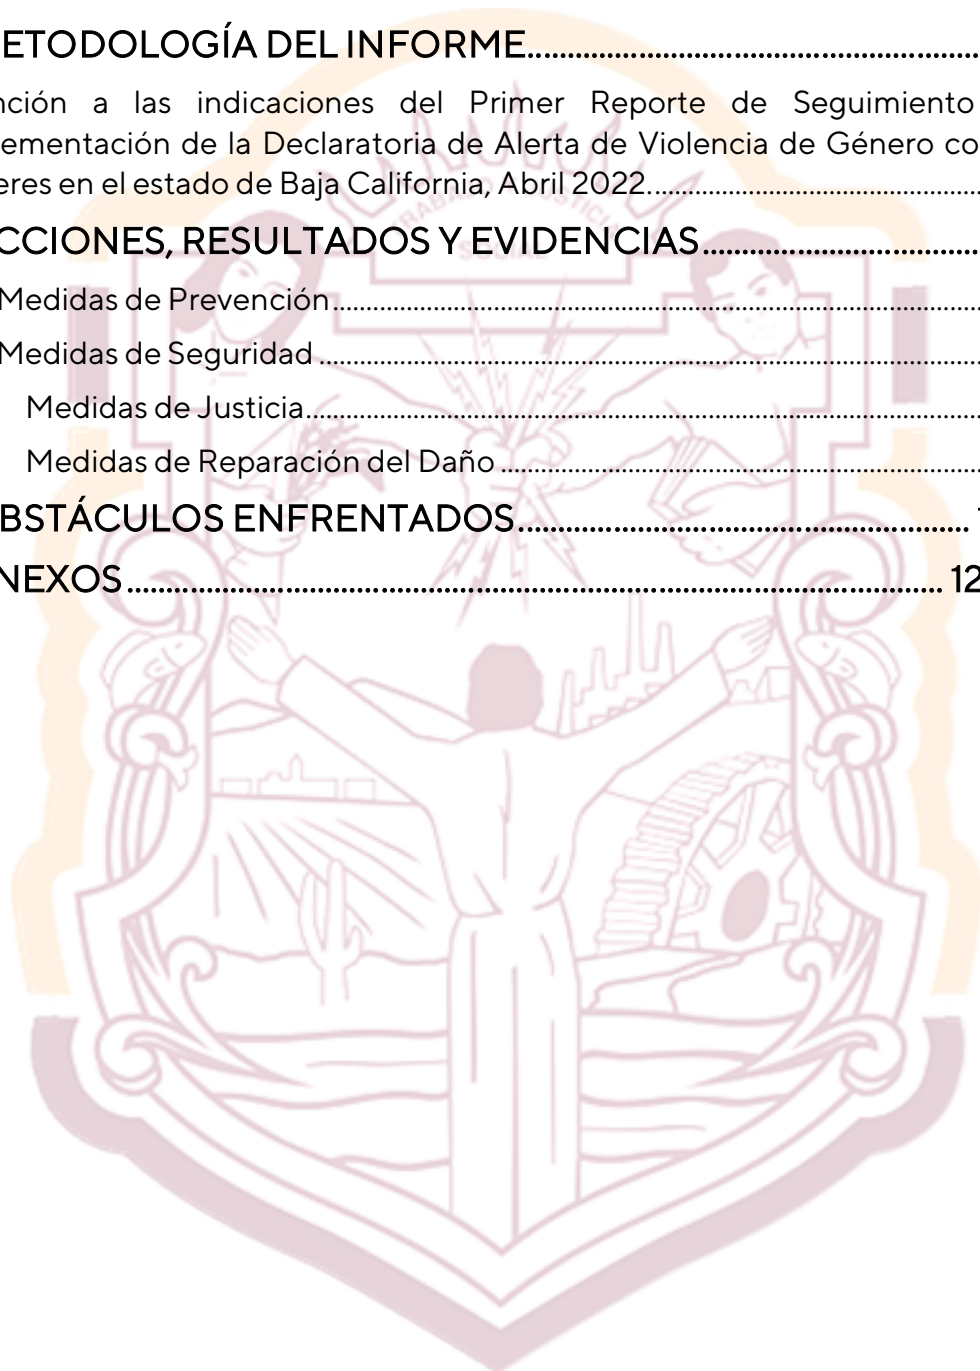 ETODOLOGÍA DEL INFORME
nción a las indicaciones del Primer Reporte de Seguimiento
ementación de la Declaratoria de Alerta de Violencia de Género co
eres en el estado de Baja California, Abril 2022.
CCIONES, RESULTADOS Y EVIDENCIAS
Medidas de Prevención
Medidas de Seguridad
Medidas de Justicia
Medidas de Reparación del Daño
BSTÁCULOS ENFRENTADOS
NEXOS 12